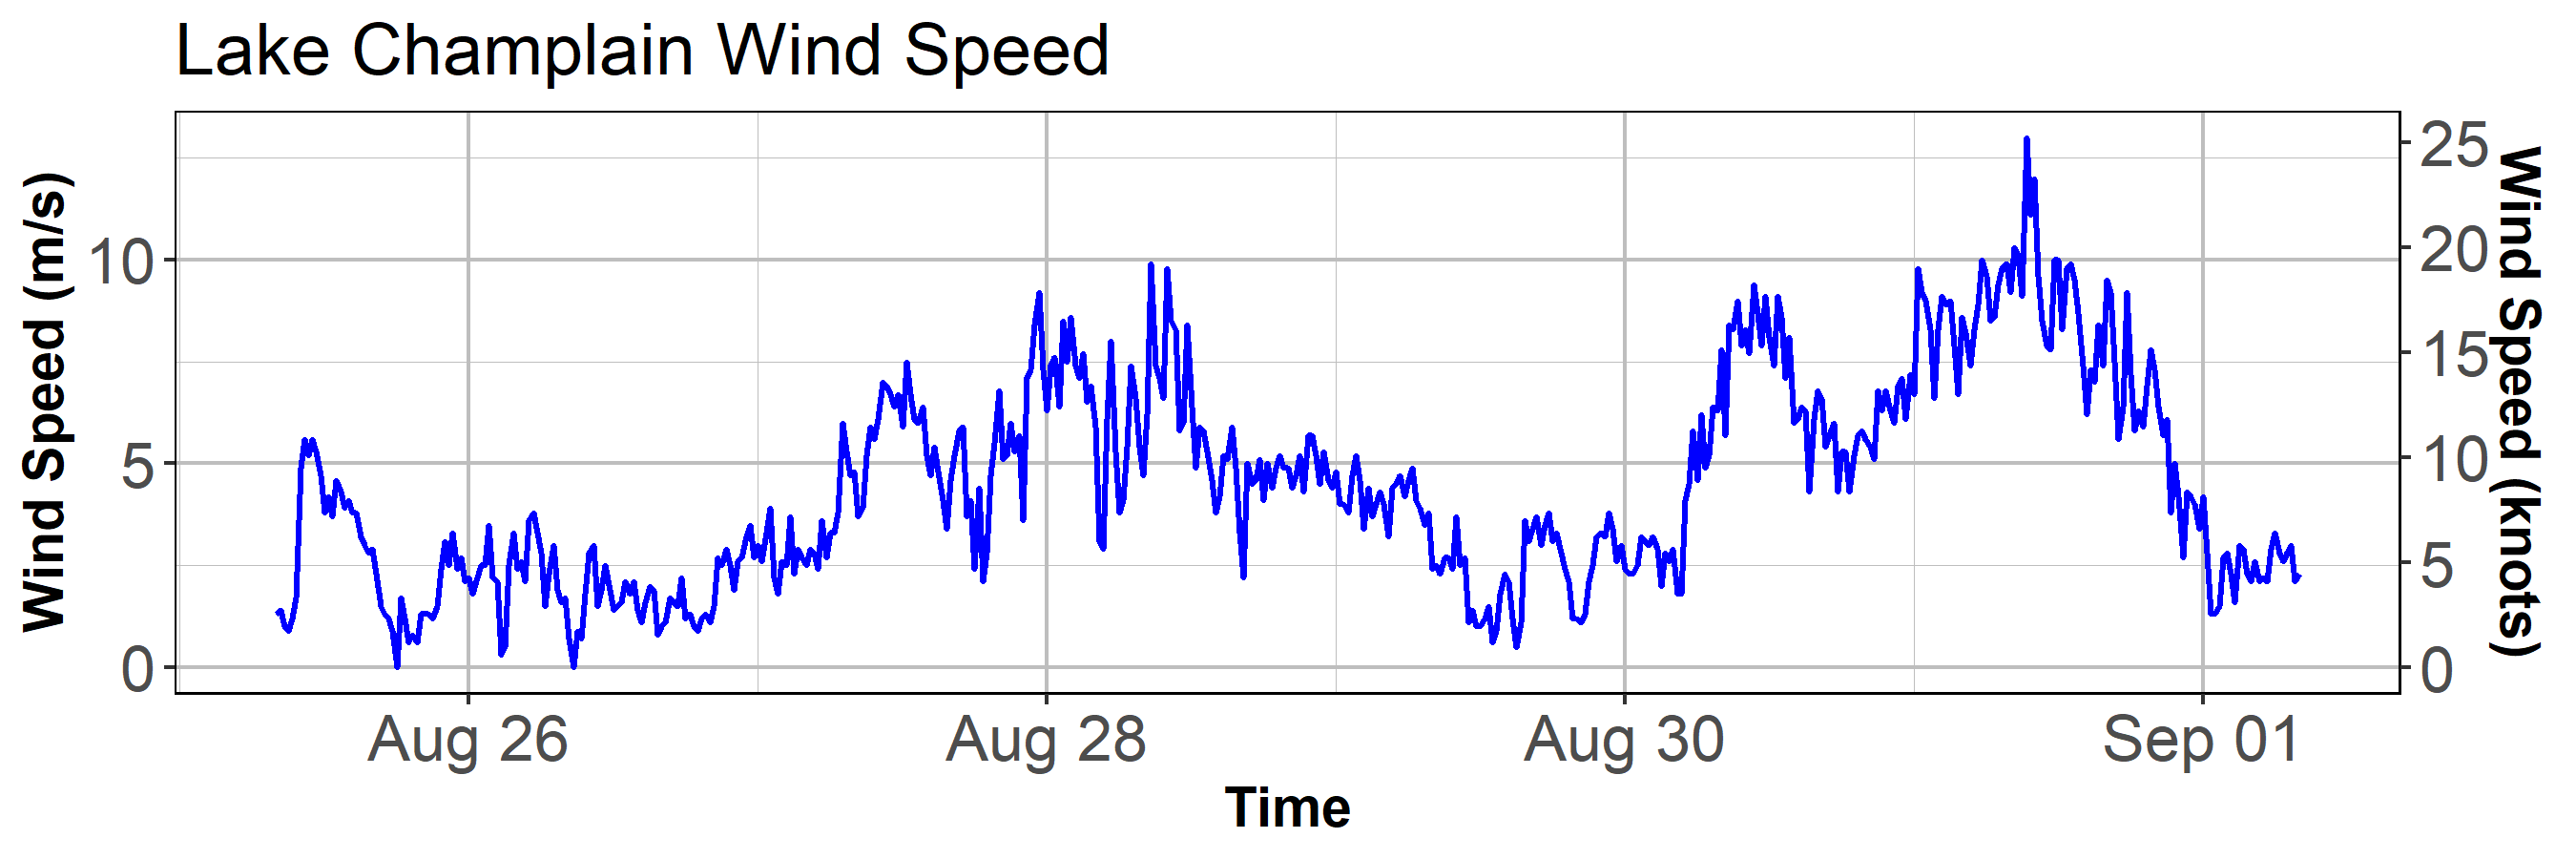 Lake Champlain Wind Speed
Wind Speed (m/s)
10
5
0
25
20
15
10
5
0
Wind Speed (knots)
Aug 26
Aug 28
Aug 30
Sep 01
Time